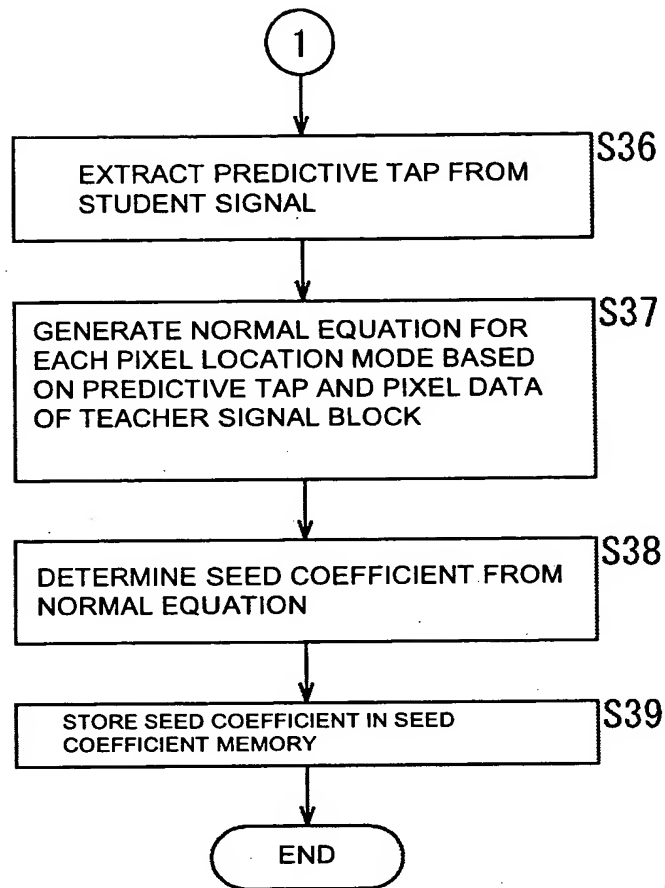 1
S36
EXTRACT PREDICTIVE TAP FROM
STUDENT SIGNAL
S37
GENERATE NORMAL EQUATION FOR
EACH PIXEL LOCATION MODE BASED
ON PREDICTIVE TAP AND PIXEL DATA
OF TEACHER SIGNAL BLOCK
S38
DETERMINE SEED COEFFICIENT FROM
NORMAL EQUATION
S39
STORE SEED COEFFICIENT IN SEED
COEFFICIENT MEMORY
END